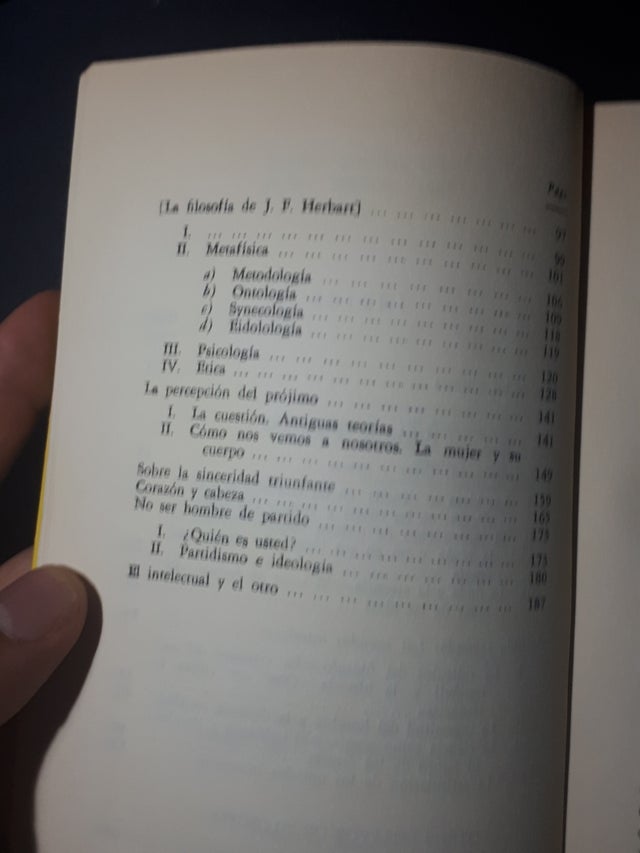 Págs.
[La filosofía de J. F. Herbart] ... ... ... ... ... ... ... ... 97
I. ... ... ... ... ... ... ... ... ... ... ... ... ... ... 99
II. Metafísica ... ... ... ... ... ... ... ... ... ... ... 101
a) Metodología ... ... ... ... ... ... ... ... ... 106
b) Ontología ... ... ... ... ... ... ... ... ... 109
c) Synecología ... ... ... ... ... ... ... ... ... 118
d) Eidolología ... ... ... ... ... ... ... ... ... 119
III. Psicología ... ... ... ... ... ... ... ... ... ... ... 120
IV. Etica ... ... ... ... ... ... ... ... ... ... ... ... 128
La percepción del prójimo ... ... ... ... ... ... ... ... 141
I. La cuestión. Antiguas teorías ... ... ... ... ... 141
II. Cómo nos vemos a nosotros. La mujer y su
cuerpo ... ... ... ... ... ... ... ... ... ... ... 149
Sobre la sinceridad triunfante ... ... ... ... ... ... ... 159
Corazón y cabeza ... ... ... ... ... ... ... ... ... ... 165
No ser hombre de partido ... ... ... ... ... ... ... ... 173
I. ¿Quién es usted? ... ... ... ... ... ... ... ... 173
II. Partidismo e ideología ... ... ... ... ... ... ... 180
El intelectual y el otro ... ... ... ... ... ... ... ... ... 187